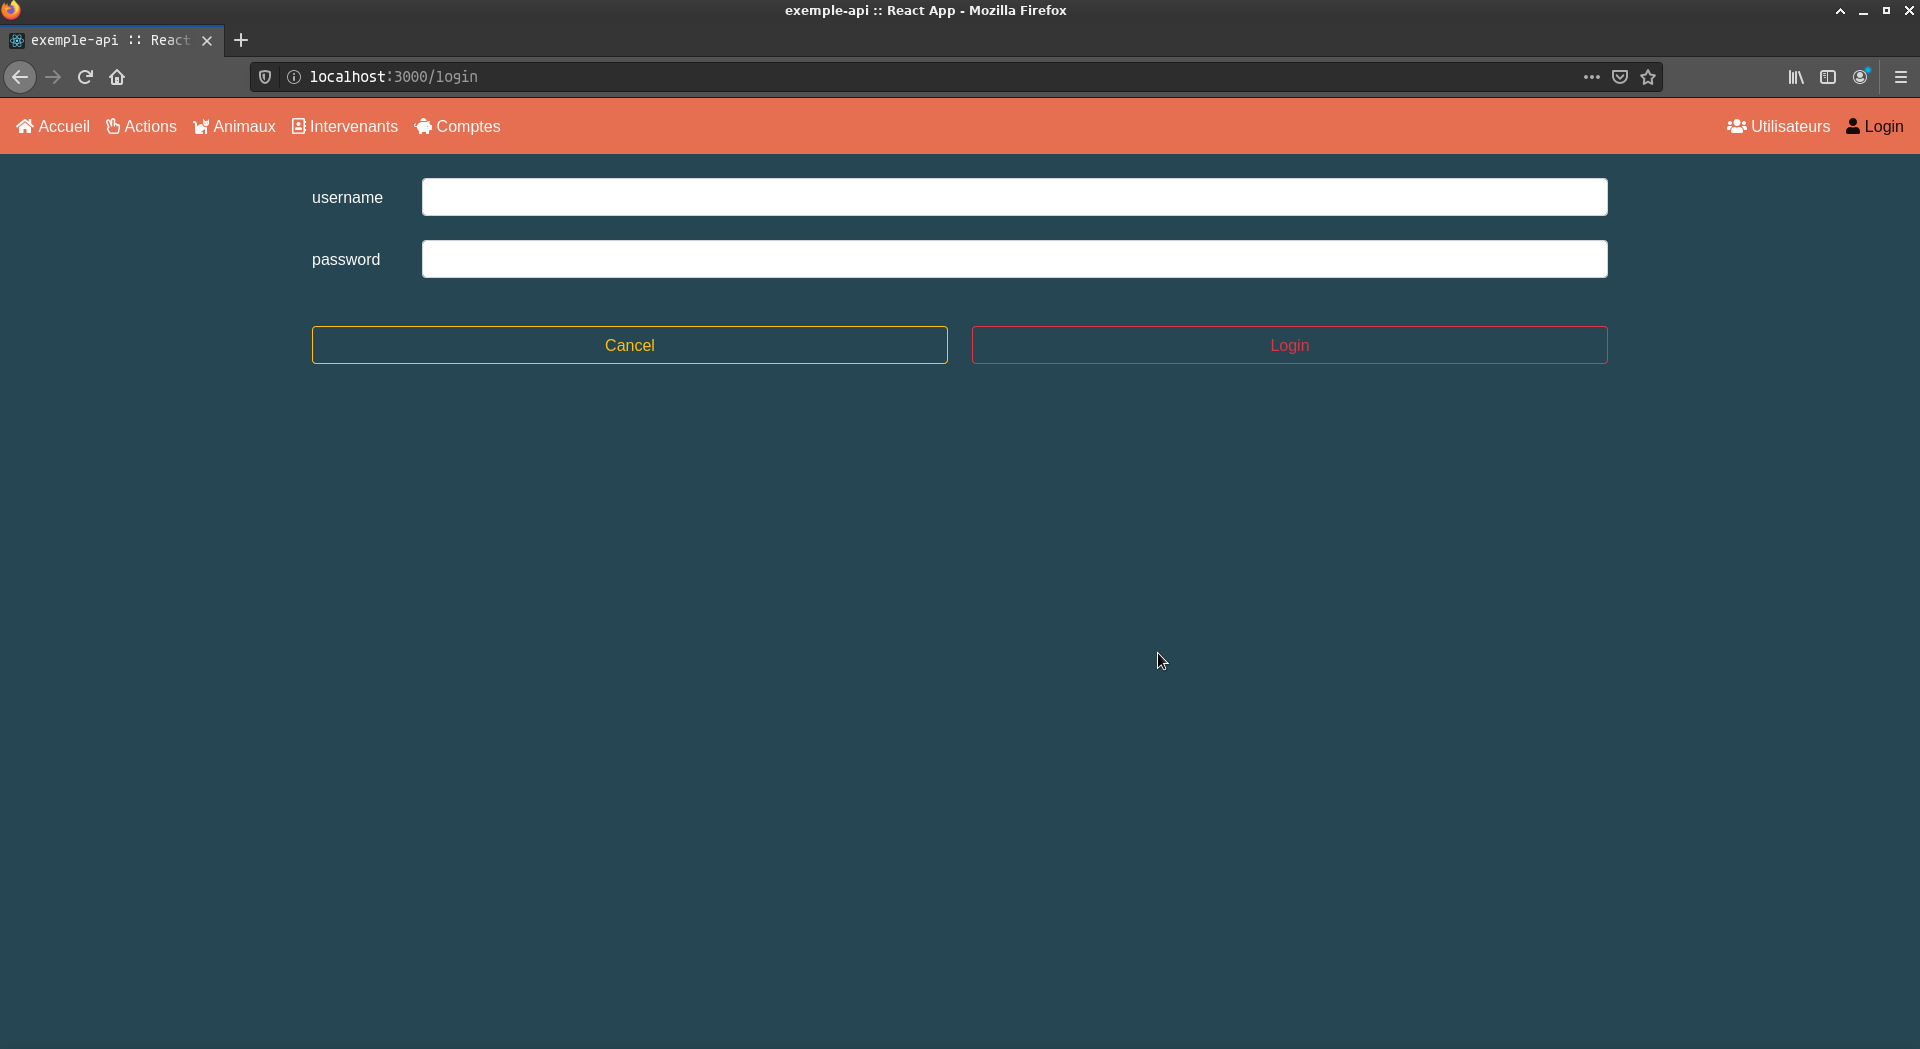 exemple-api :: React App - Mozilla Firefox
exemple-api :: React
localhost:3000/login
Accueil Actions Animaux Intervenants Comptes Utilisateurs Login
username
password
Cancel Login